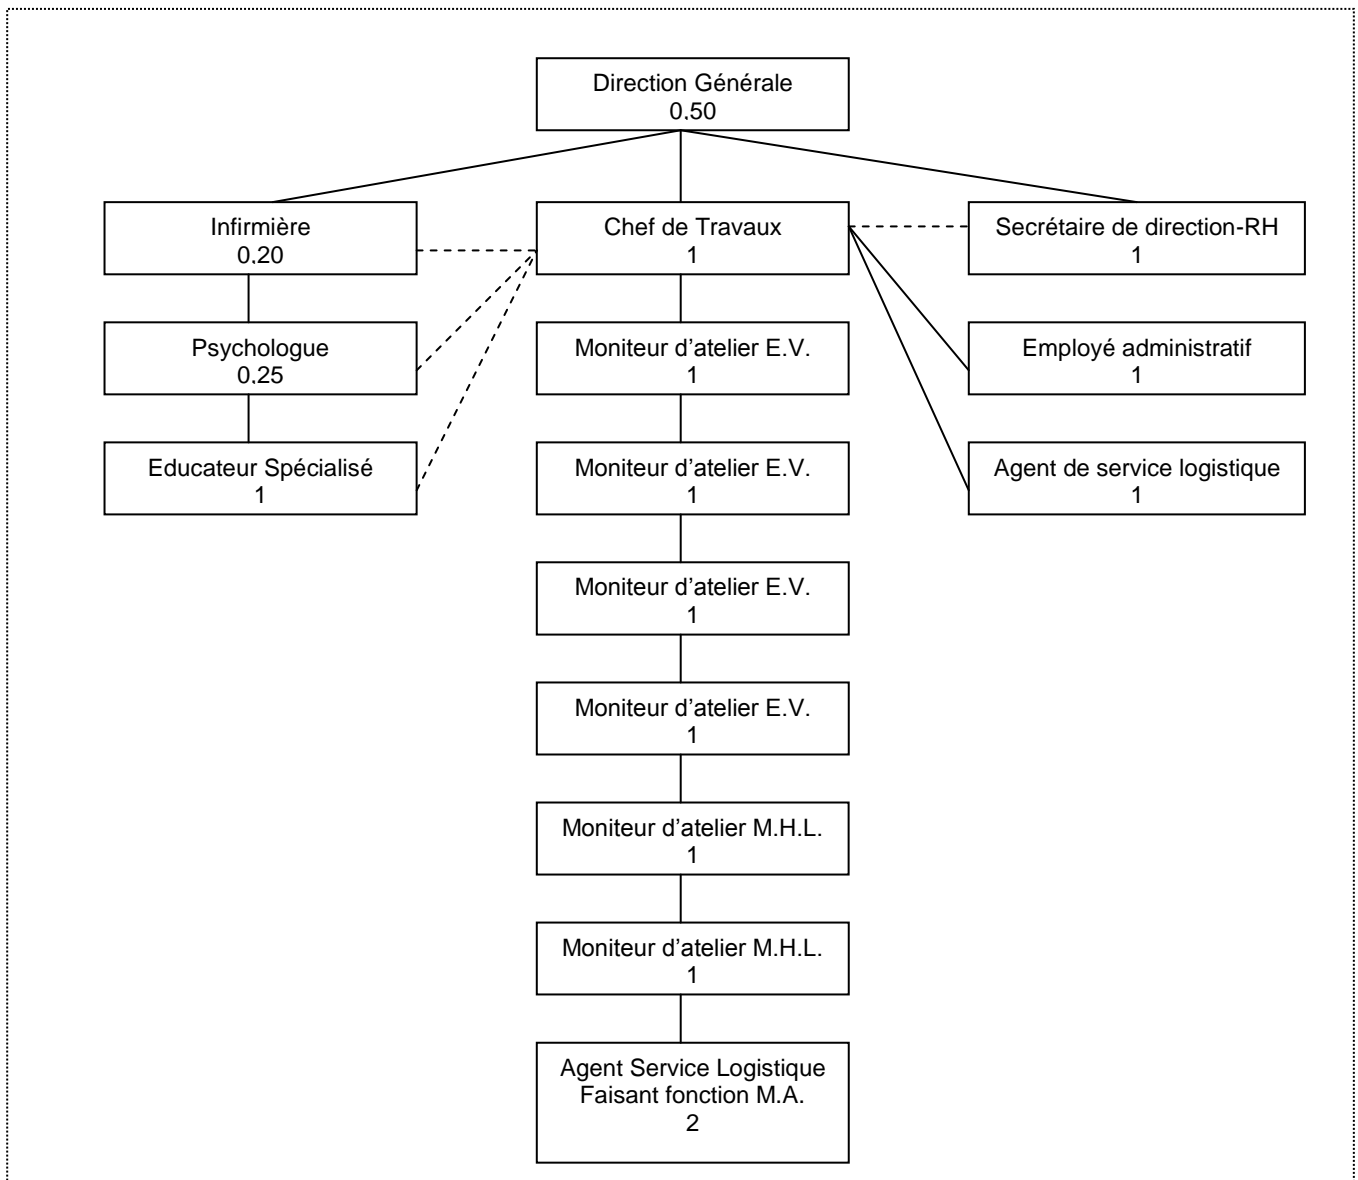 Direction Générale
0,50
Infirmière
0,20
Chef de Travaux
1
Secrétaire de direction-RH
1
Psychologue
0,25
Moniteur d’atelier E.V.
1
Employé administratif
1
Educateur Spécialisé
1
Moniteur d’atelier E.V.
1
Agent de service logistique
1
Moniteur d’atelier E.V.
1
Moniteur d’atelier E.V.
1
Moniteur d’atelier M.H.L.
1
Moniteur d’atelier M.H.L.
1
Agent Service Logistique
Faisant fonction M.A.
2